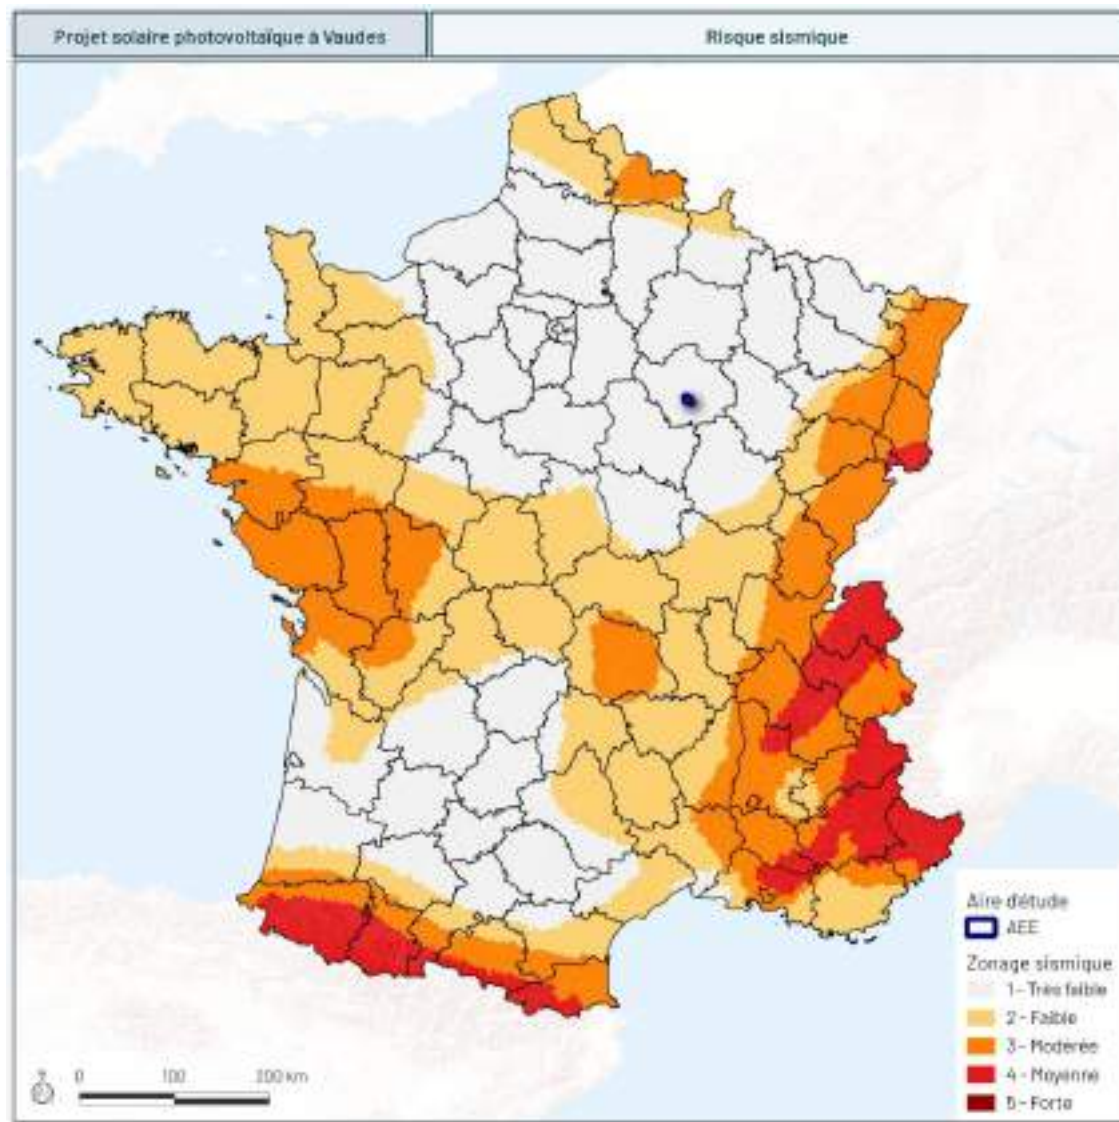 Projet solaire photovoltaïque à Vaudes
Risque sismique
Aire d'étude
AEE
Zonage sismique
1 - Très faible
2 - Faible
3 - Modérée
4 - Moyenne
5 - Forte
0 100 200 km